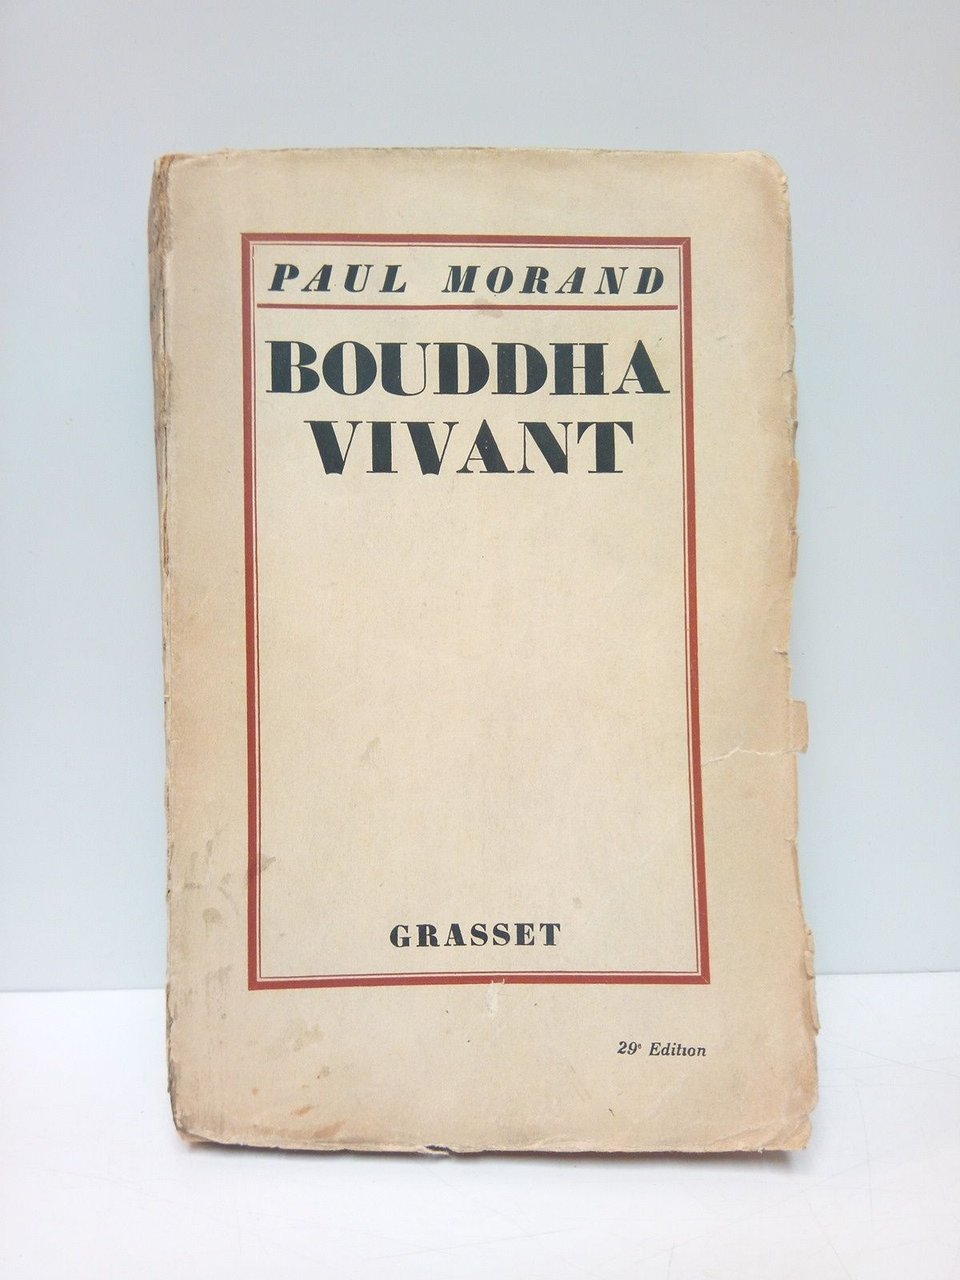 PAUL MORAND
BOUDDHA
VIVANT
GRASSET
29e Edition